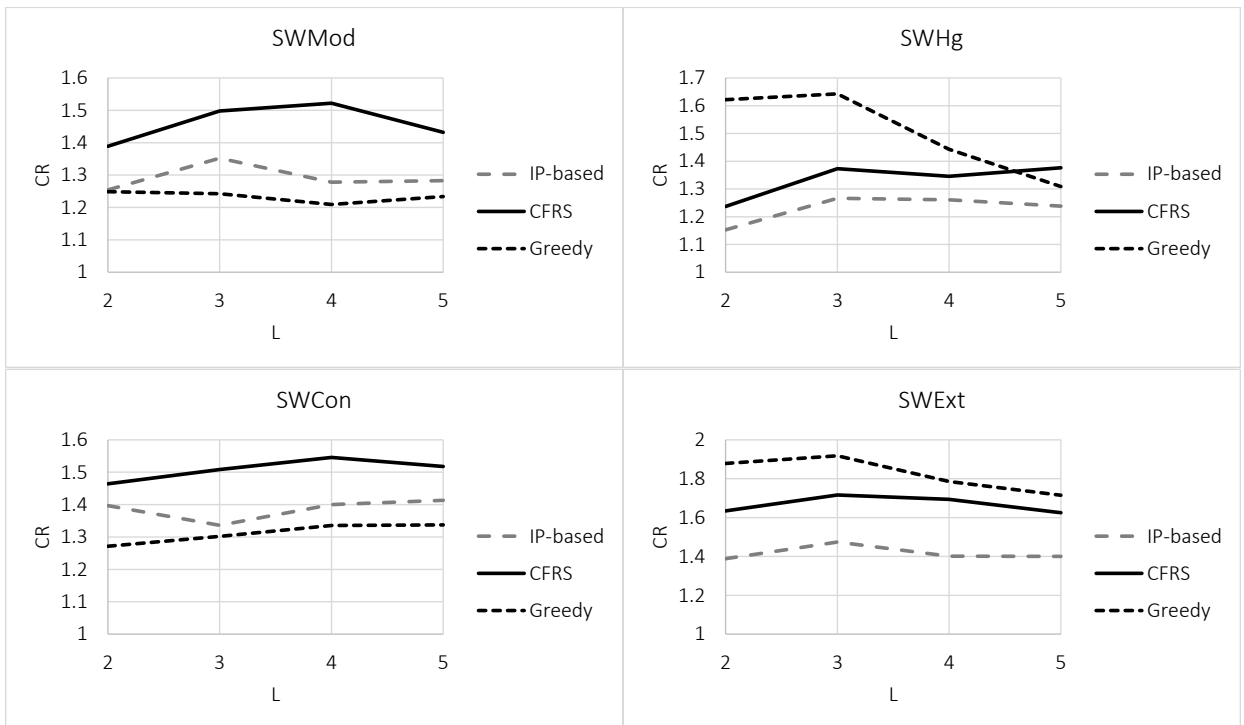 SWMod
1.6
1.5
1.4
1.3
1.2
1.1
1
CR
2 3 4 5
L
IP-based
CFRS
Greedy
SWHg
1.7
1.6
1.5
1.4
1.3
1.2
1.1
1
CR
2 3 4 5
L
IP-based
CFRS
Greedy
SWCon
1.6
1.5
1.4
1.3
1.2
1.1
1
CR
2 3 4 5
L
IP-based
CFRS
Greedy
SWExt
2
1.8
1.6
1.4
1.2
1
CR
2 3 4 5
L
IP-based
CFRS
Greedy